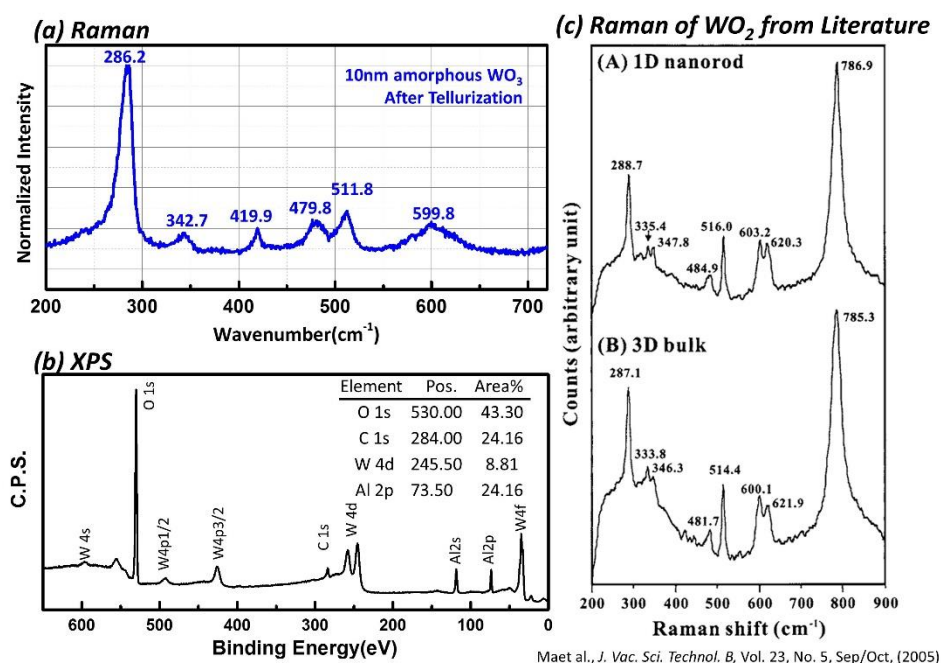 (a) Raman
286.2
10nm amorphous WO3
After Tellurization
342.7
419.9
479.8
511.8
599.8
Normalized Intensity
200 300 400 500 600 700
Wavenumber(cm-1)
(b) XPS
Element Pos. Area%
O 1s 530.00 43.30
C 1s 284.00 24.16
W 4d 245.50 8.81
Al 2p 73.50 24.16
W 4s
O 1s
W4p1/2
W4p3/2
C 1s
W 4d
Al2s
Al2p
W4f
C.P.S.
600 500 400 300 200 100 0
Binding Energy(eV)
(c) Raman of WO2 from Literature
(A) 1D nanorod
786.9
288.7
335.4
347.8
516.0
484.9
603.2
620.3
(B) 3D bulk
785.3
287.1
333.8
346.3
514.4
481.7
600.1
621.9
Counts (arbitrary unit)
200 300 400 500 600 700 800 900
Raman shift (cm-1)
Maet al., J. Vac. Sci. Technol. B, Vol. 23, No. 5, Sep/Oct, (2005)